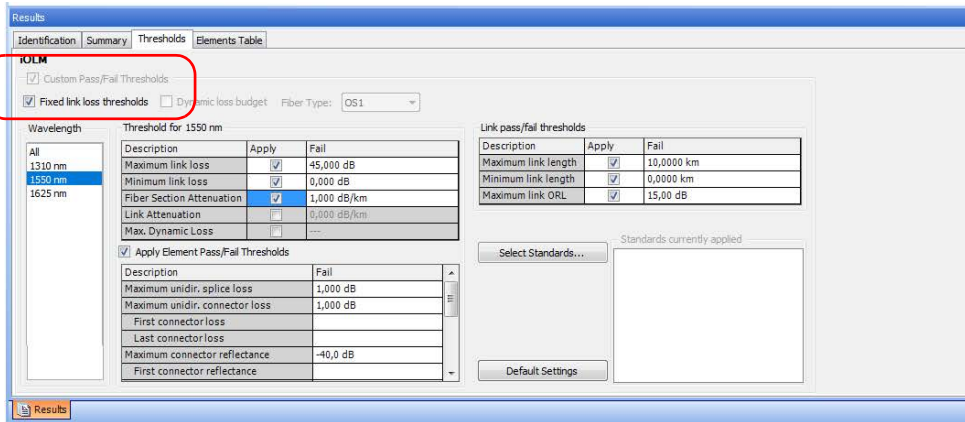 Results
Identification Summary Thresholds Elements Table
iOLM
Custom Pass/Fail Thresholds
Fixed link loss thresholds Dynamic loss budget Fiber Type: OS1
Wavelength
All
1310 nm
1550 nm
1625 nm
Threshold for 1550 nm
Description Apply Fail
Maximum link loss 45,000 dB
Minimum link loss 0,000 dB
Fiber Section Attenuation 1,000 dB/km
Link Attenuation 0,000 dB/km
Max. Dynamic Loss ---
Apply Element Pass/Fail Thresholds
Description Fail
Maximum unidir. splice loss 1,000 dB
Maximum unidir. connector loss 1,000 dB
First connector loss
Last connector loss
Maximum connector reflectance -40,0 dB
First connector reflectance
Link pass/fail thresholds
Description Apply Fail
Maximum link length 10,0000 km
Minimum link length 0,0000 km
Maximum link ORL 15,00 dB
Select Standards...
Standards currently applied
Default Settings
Results